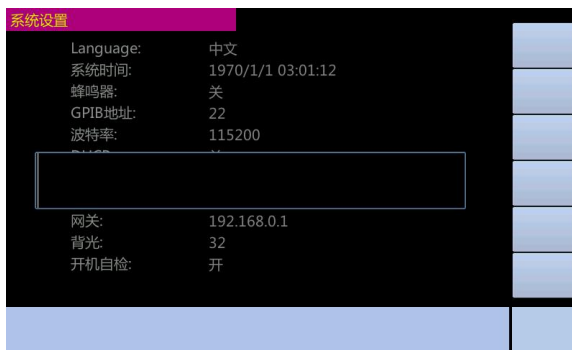 系统设置
Language: 中文
系统时间: 1970/1/1 03:01:12
蜂鸣器: 关
GPIB地址: 22
波特率: 115200
网关: 192.168.0.1
背光: 32
开机自检: 开